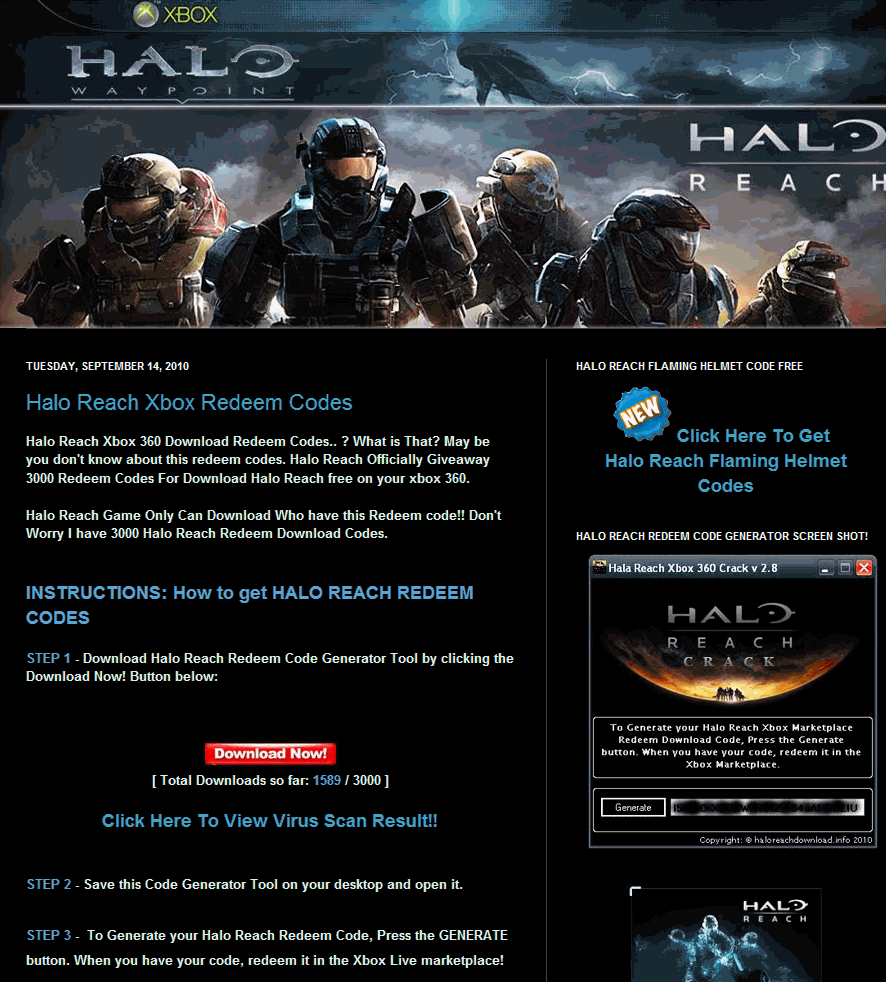 XBOX
HALO
WAYPOINT
HALO
REACH
TUESDAY, SEPTEMBER 14, 2010
Halo Reach Xbox Redeem Codes
Halo Reach Xbox 360 Download Redeem Codes.. ? What is That? May be
you don't know about this redeem codes. Halo Reach Officially Giveaway
3000 Redeem Codes For Download Halo Reach free on your xbox 360.
Halo Reach Game Only Can Download Who have this Redeem code!! Don't
Worry I have 3000 Halo Reach Redeem Download Codes.
INSTRUCTIONS: How to get HALO REACH REDEEM
CODES
STEP 1 - Download Halo Reach Redeem Code Generator Tool by clicking the
Download Now! Button below:
Download Now!
[ Total Downloads so far: 1589 / 3000 ]
Click Here To View Virus Scan Result!!
STEP 2 - Save this Code Generator Tool on your desktop and open it.
STEP 3 - To Generate your Halo Reach Redeem Code, Press the GENERATE
button. When you have your code, redeem it in the Xbox Live marketplace!
HALO REACH FLAMING HELMET CODE FREE
NEW
Click Here To Get
Halo Reach Flaming Helmet
Codes
HALO REACH REDEEM CODE GENERATOR SCREEN SHOT!
Hala Reach Xbox 360 Crack v 2.8
HALO
REACH
CRACK
To Generate your Halo Reach Xbox Marketplace
Redeem Download Code, Press the Generate
button. When you have your code, redeem it in the
Xbox Marketplace.
Generate
Copyright: © haloreachdownload.info 2010
HALO
REACH